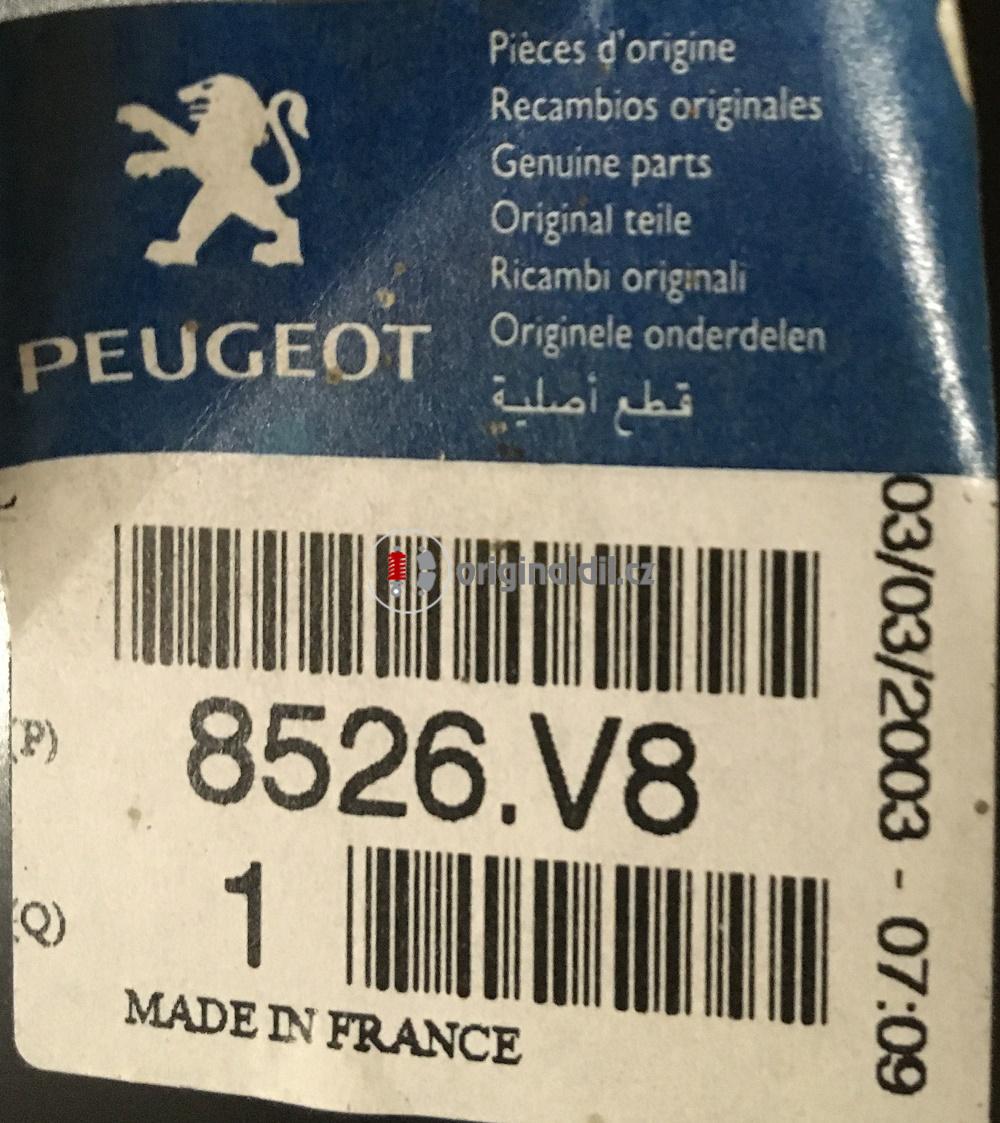 Pièces d'origine
Recambios originales
Genuine parts
Original teile
Ricambi originali
Originele onderdelen
قطع أصلية
PEUGEOT
03/03/2003 - 07:09
originaldil.cz
(P) 8526.V8
(Q) 1
MADE IN FRANCE